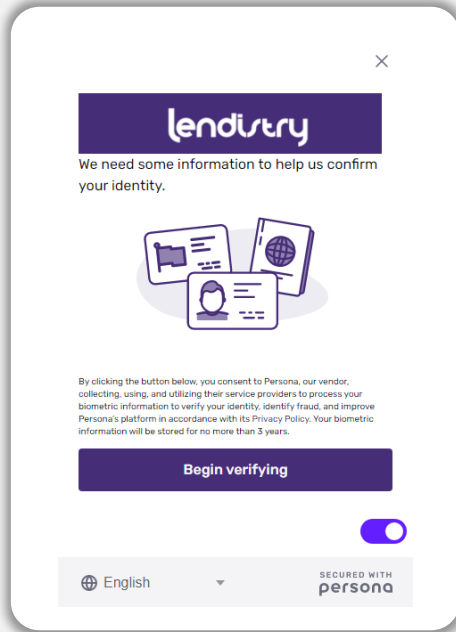 lendistry
We need some information to help us confirm
your identity.
By clicking the button below, you consent to Persona, our vendor,
collecting, using, and utilizing their service providers to process your
biometric information to verify your identity, identify fraud, and improve
Persona's platform in accordance with its Privacy Policy. Your biometric
information will be stored for no more than 3 years.
Begin verifying
English
SECURED WITH
persona